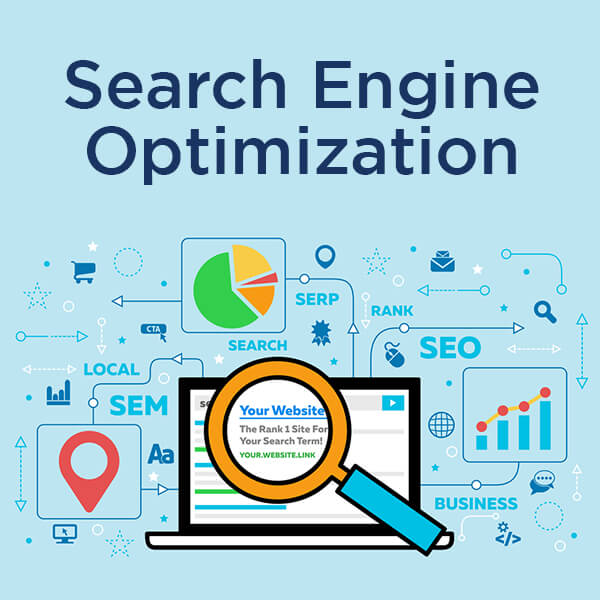 Search Engine
Optimization
SERP
RANK
CTA
SEARCH
SEO
LOCAL
SEM
Your Website
The Rank 1 Site For
Your Search Term!
YOUR.WEBSITE.LINK
Aa
BUSINESS